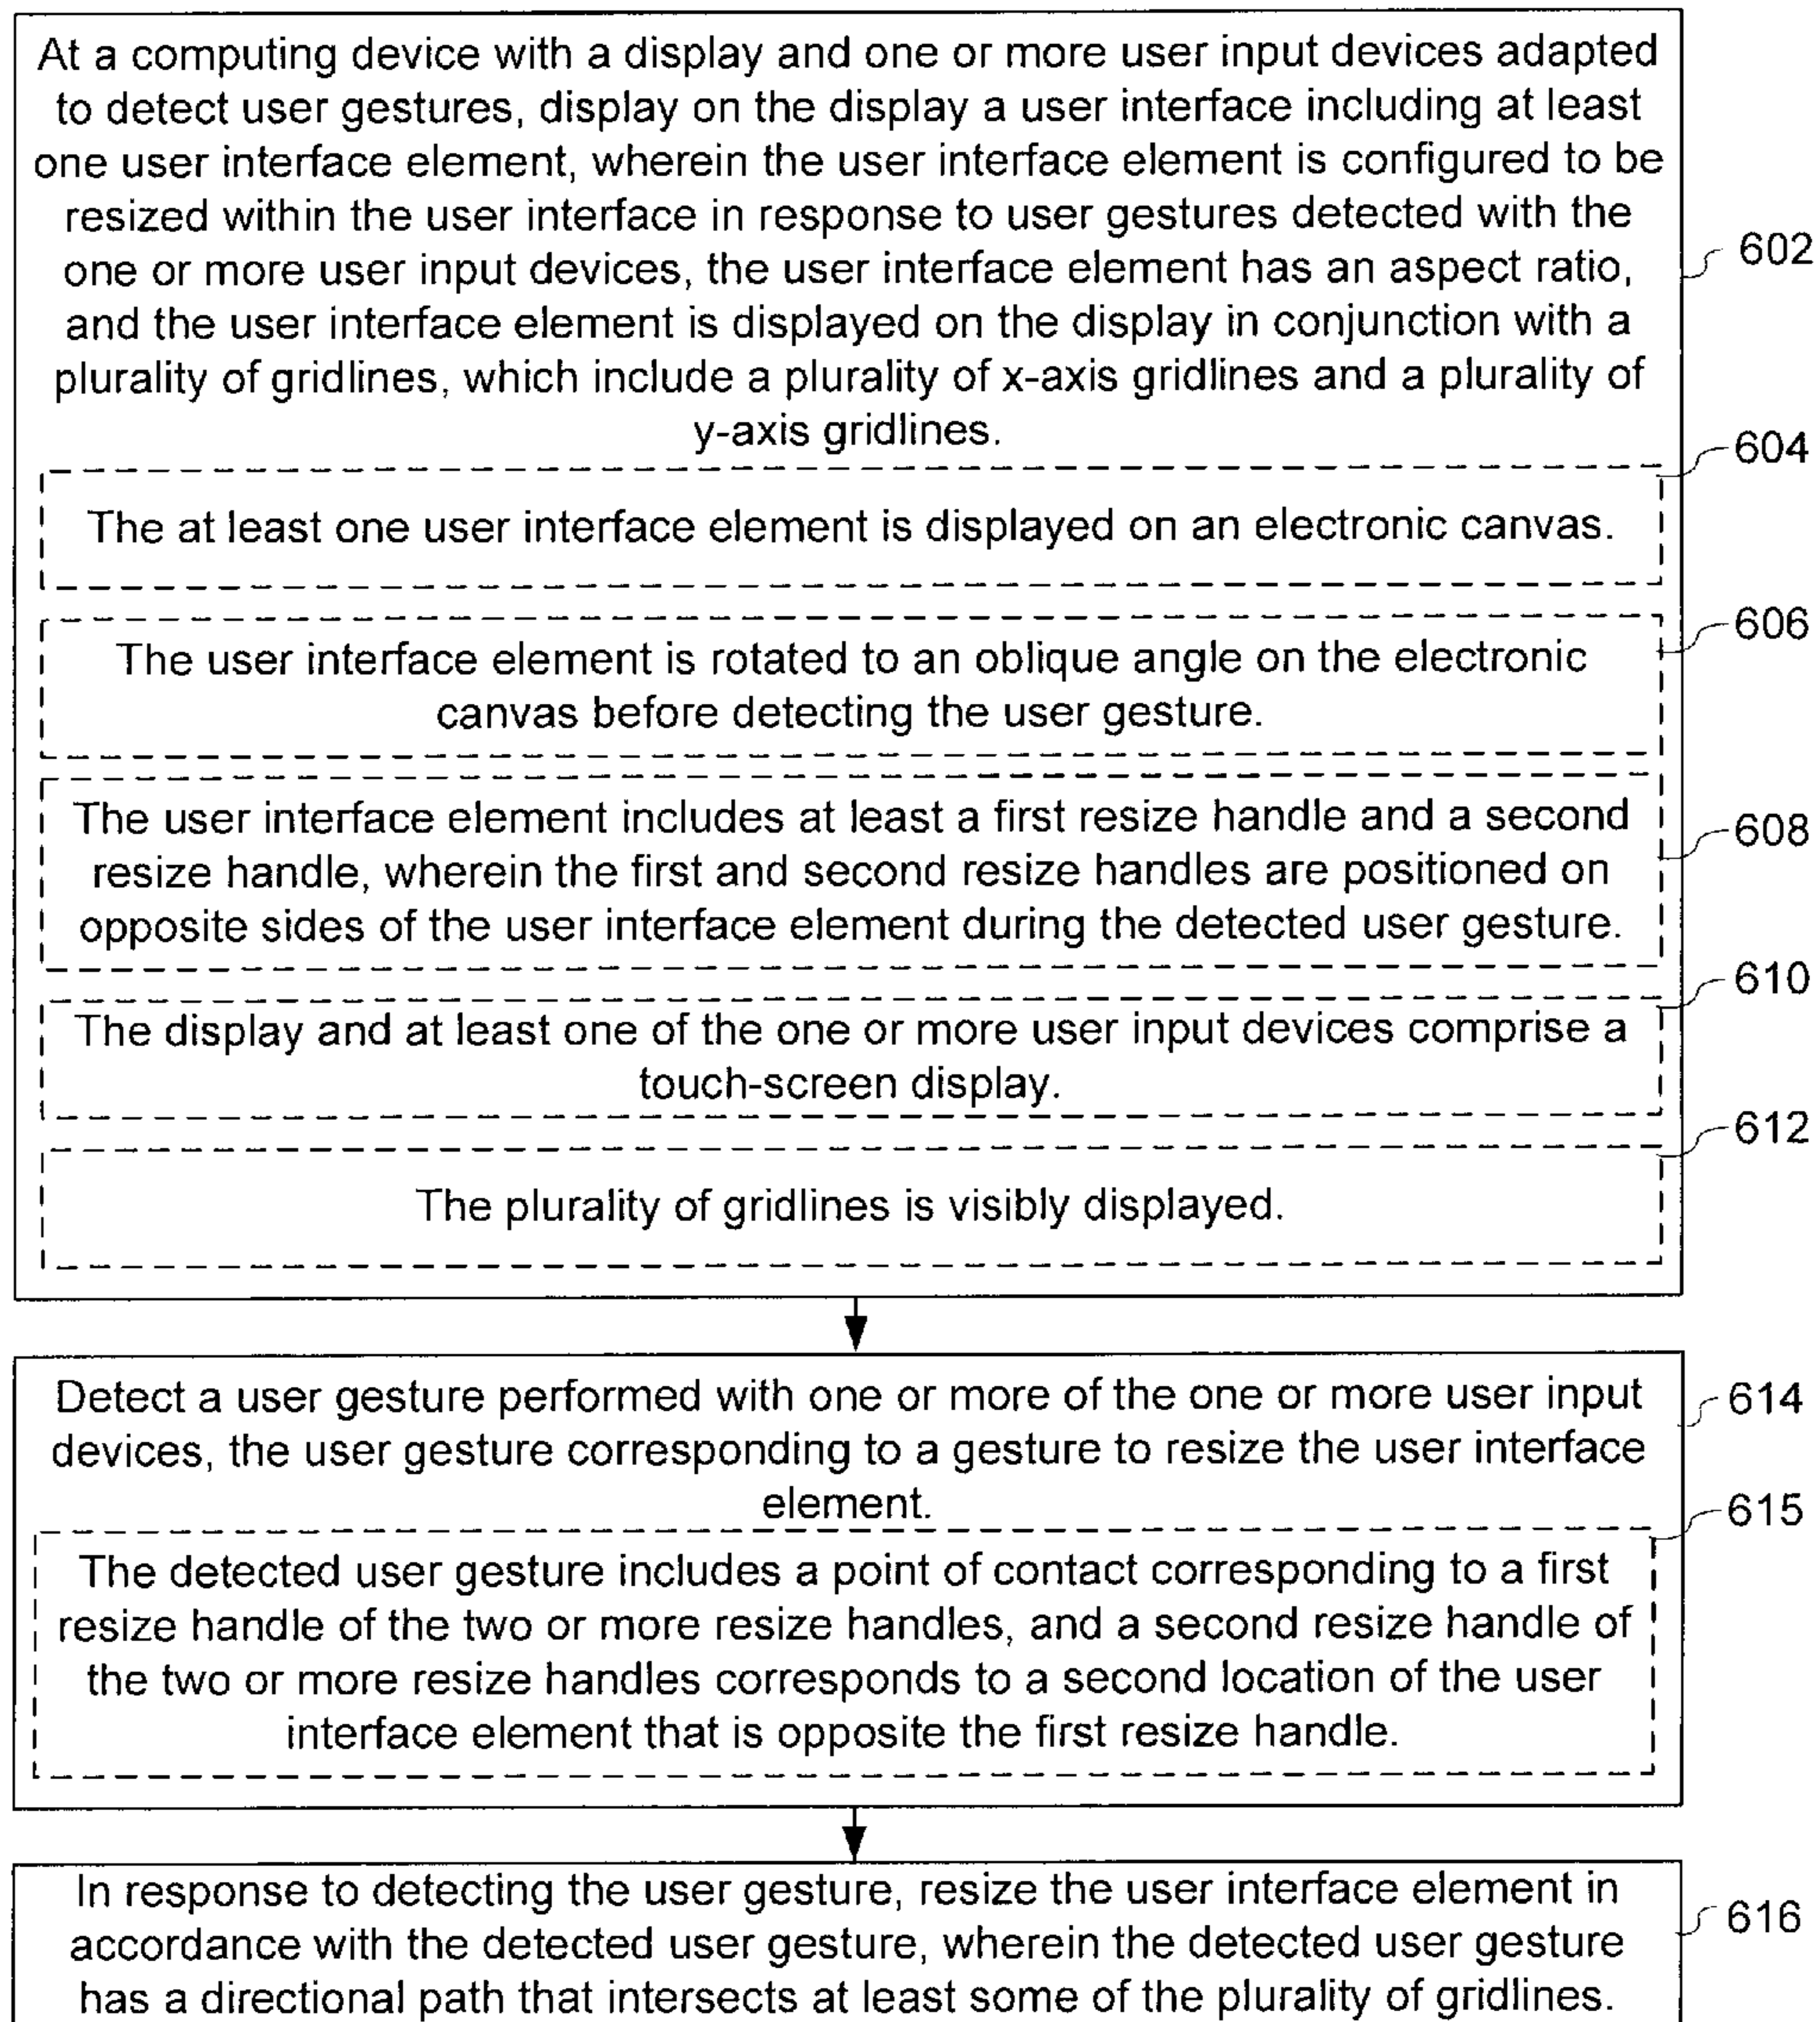 At a computing device with a display and one or more user input devices adapted
to detect user gestures, display on the display a user interface including at least
one user interface element, wherein the user interface element is configured to be
resized within the user interface in response to user gestures detected with the
one or more user input devices, the user interface element has an aspect ratio,
and the user interface element is displayed on the display in conjunction with a
plurality of gridlines, which include a plurality of x-axis gridlines and a plurality of
y-axis gridlines.
602
604
The at least one user interface element is displayed on an electronic canvas.
606
The user interface element is rotated to an oblique angle on the electronic
canvas before detecting the user gesture.
608
The user interface element includes at least a first resize handle and a second
resize handle, wherein the first and second resize handles are positioned on
opposite sides of the user interface element during the detected user gesture.
610
The display and at least one of the one or more user input devices comprise a
touch-screen display.
612
The plurality of gridlines is visibly displayed.
614
Detect a user gesture performed with one or more of the one or more user input
devices, the user gesture corresponding to a gesture to resize the user interface
element.
615
The detected user gesture includes a point of contact corresponding to a first
resize handle of the two or more resize handles, and a second resize handle of
the two or more resize handles corresponds to a second location of the user
interface element that is opposite the first resize handle.
616
In response to detecting the user gesture, resize the user interface element in
accordance with the detected user gesture, wherein the detected user gesture
has a directional path that intersects at least some of the plurality of gridlines.